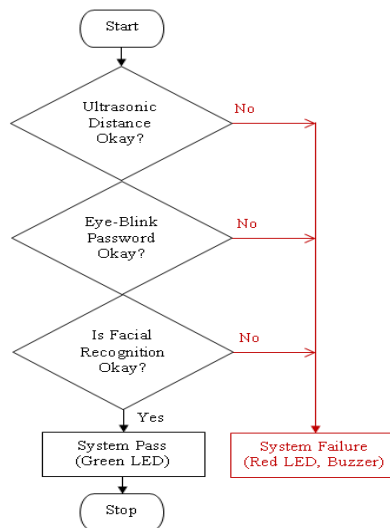 Start
Ultrasonic
Distance
Okay?
No
Eye-Blink
Password
Okay?
No
Is Facial
Recognition
Okay?
No
Yes
System Pass
(Green LED)
System Failure
(Red LED, Buzzer)
Stop